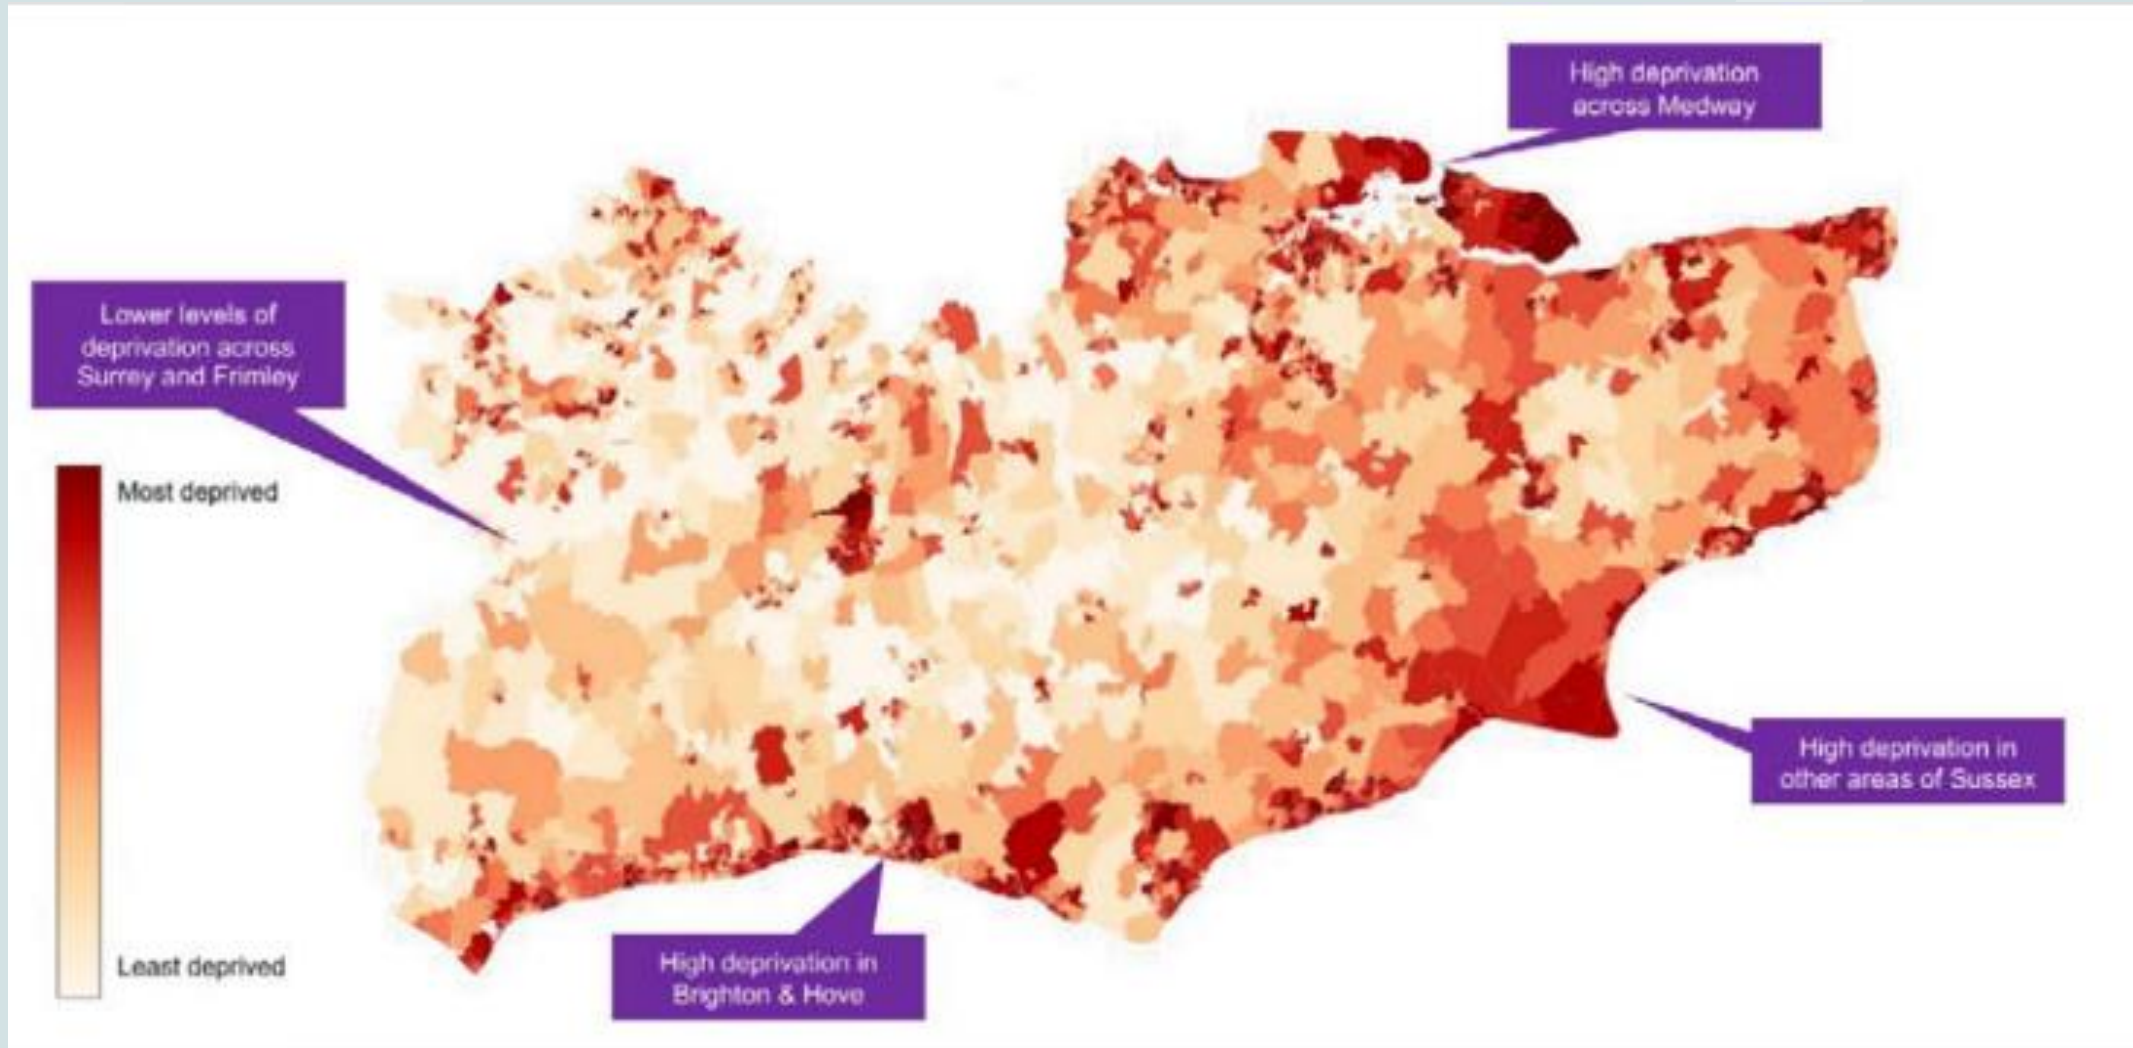 High deprivation
across Medway
Lower levels of
deprivation across
Surrey and Frimley
Most deprived
Least deprived
High deprivation in
other areas of Sussex
High deprivation in
Brighton & Hove